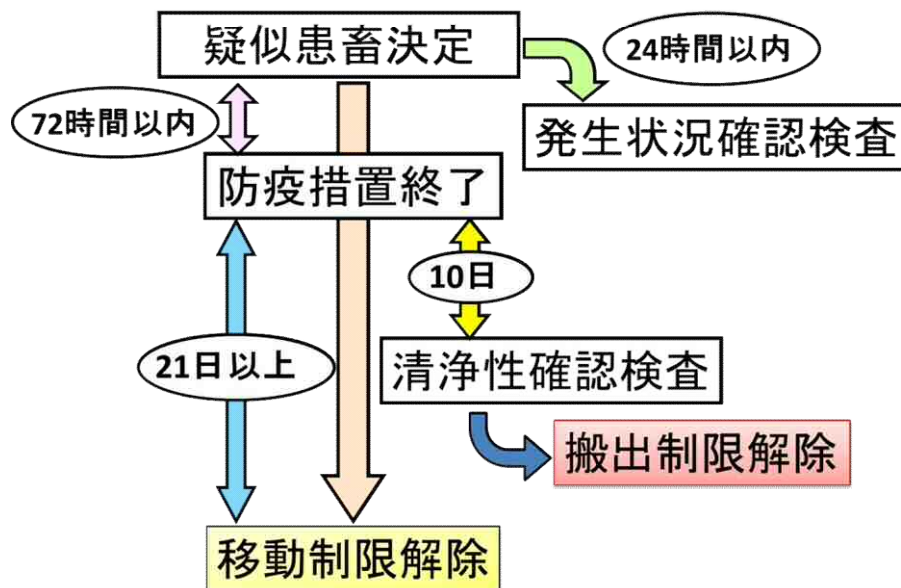 疑似患畜決定
24時間以内
72時間以内
発生状況確認検査
防疫措置終了
10日
21日以上
清浄性確認検査
搬出制限解除
移動制限解除